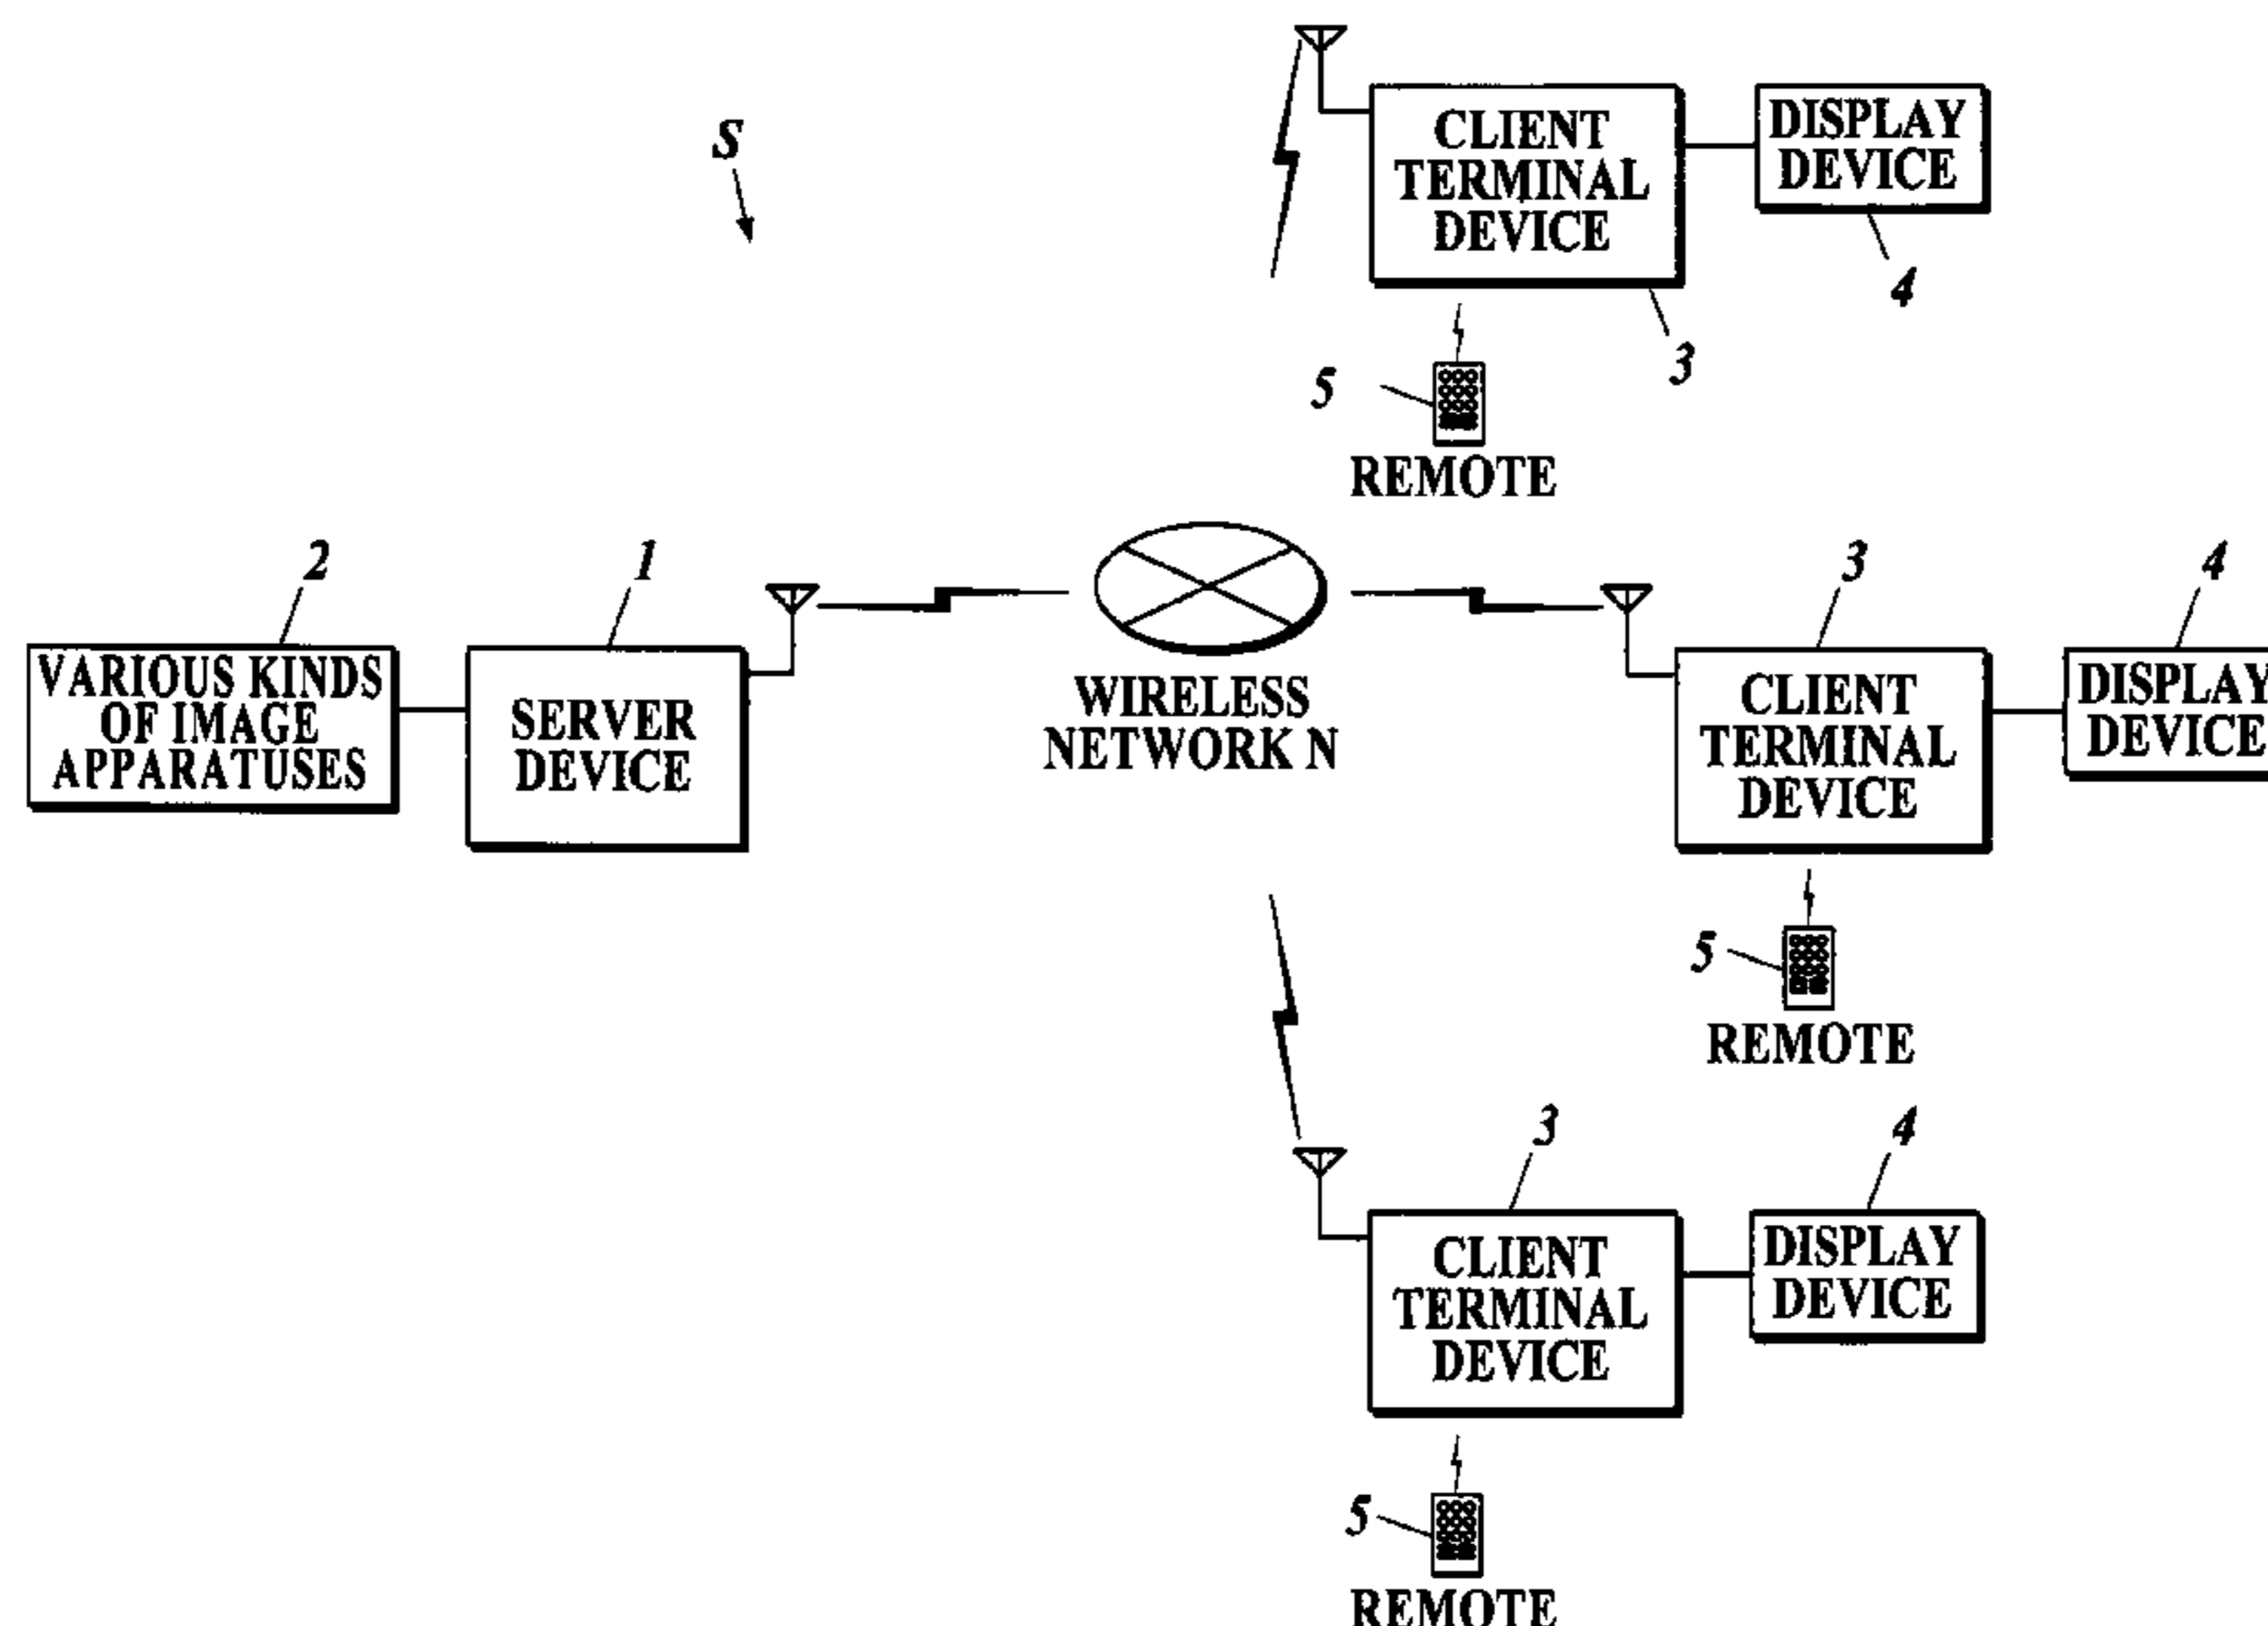 S
CLIENT
TERMINAL
DEVICE
DISPLAY
DEVICE
4
3
5
REMOTE
2
1
VARIOUS KINDS
OF IMAGE
APPARATUSES
SERVER
DEVICE
WIRELESS
NETWORK N
3
4
CLIENT
TERMINAL
DEVICE
DISPLAY
DEVICE
5
REMOTE
3
4
CLIENT
TERMINAL
DEVICE
DISPLAY
DEVICE
5
REMOTE